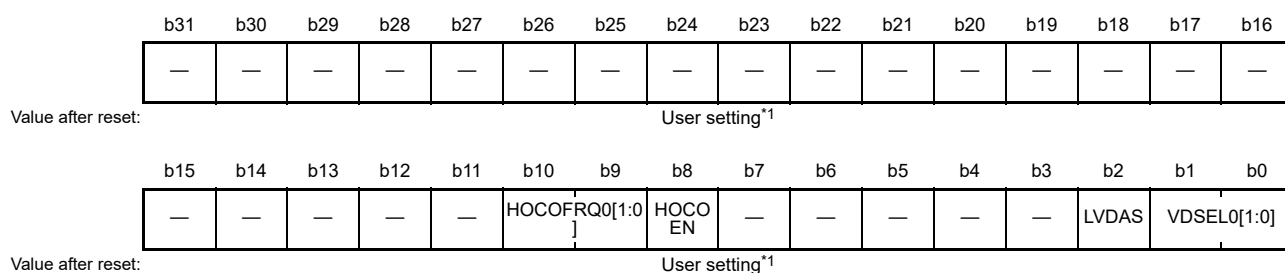 b31 b30 b29 b28 b27 b26 b25 b24 b23 b22 b21 b20 b19 b18 b17 b16
— — — — — — — — — — — — — — — —
Value after reset: User setting*1
b15 b14 b13 b12 b11 b10 b9 b8 b7 b6 b5 b4 b3 b2 b1 b0
— — — — — HOCOFRQ0[1:0 HOCO — — — — — LVDAS VDSEL0[1:0]
] EN
Value after reset: User setting*1